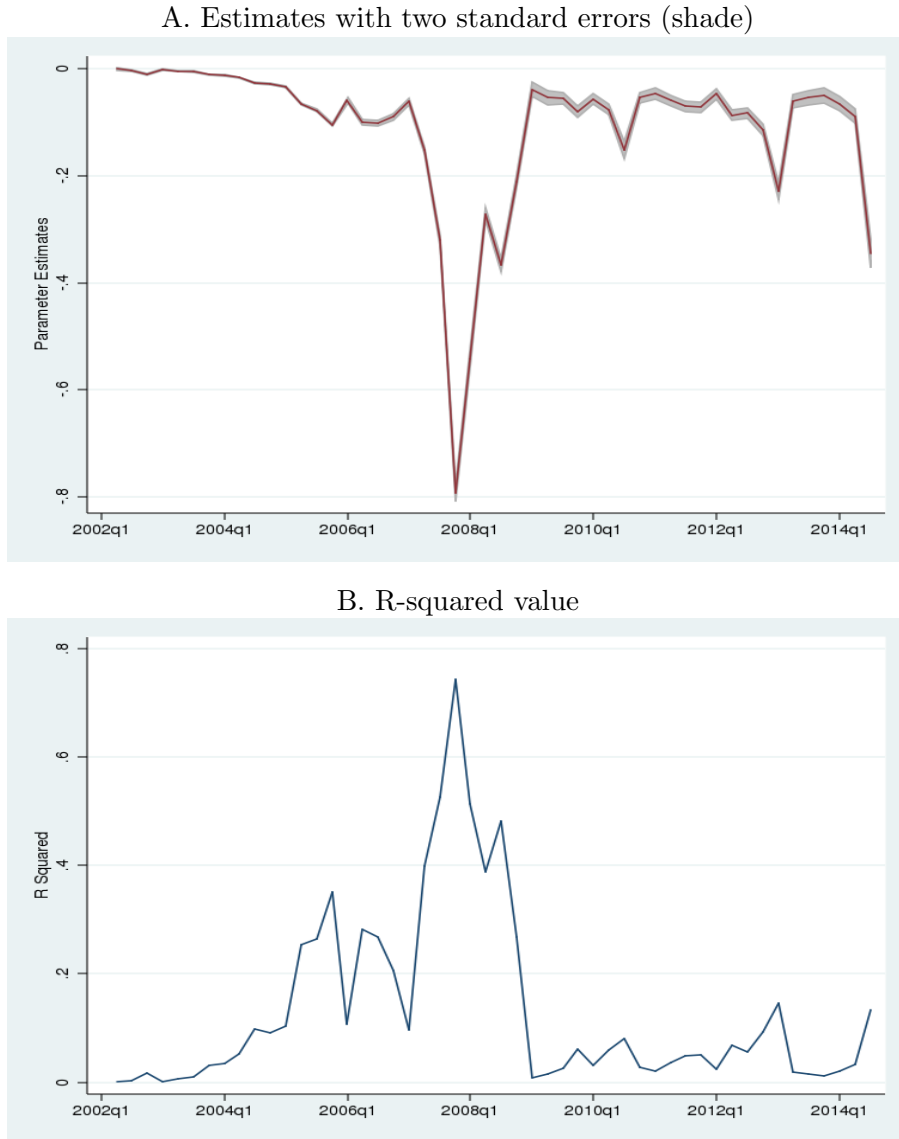 A. Estimates with two standard errors (shade)
Parameter Estimates
0
-.2
-.4
-.6
-.8
2002q1 2004q1 2006q1 2008q1 2010q1 2012q1 2014q1
B. R-squared value
R Squared
.8
.6
.4
.2
0
2002q1 2004q1 2006q1 2008q1 2010q1 2012q1 2014q1